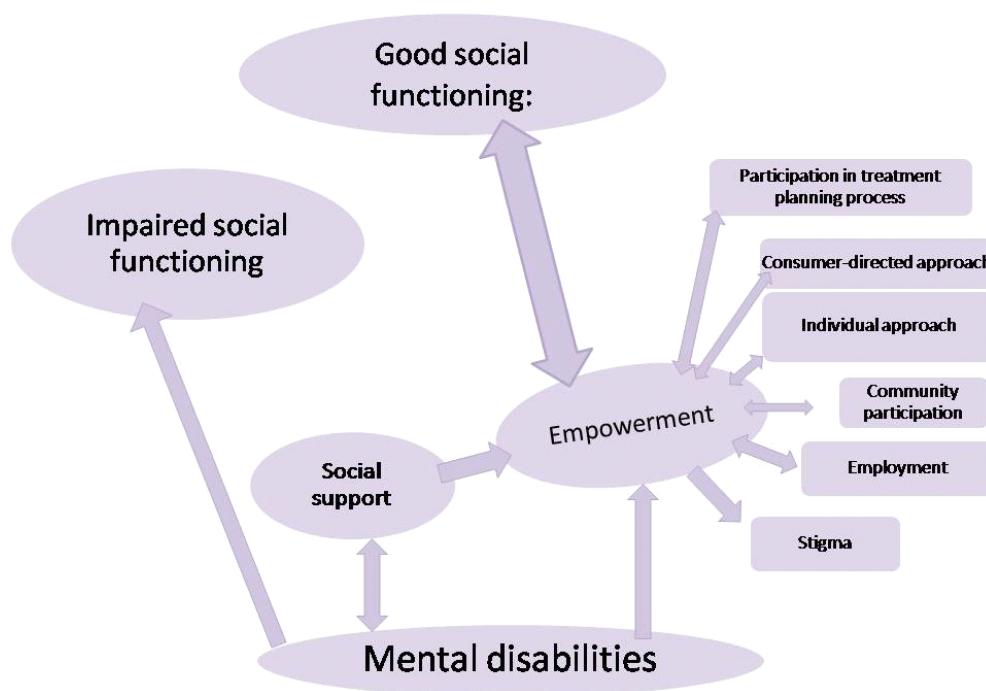 Good social
functioning:
Impaired social
functioning
Participation in treatment
planning process
Consumer-directed approach
Individual approach
Community
participation
Empowerment
Employment
Social
support
Stigma
Mental disabilities